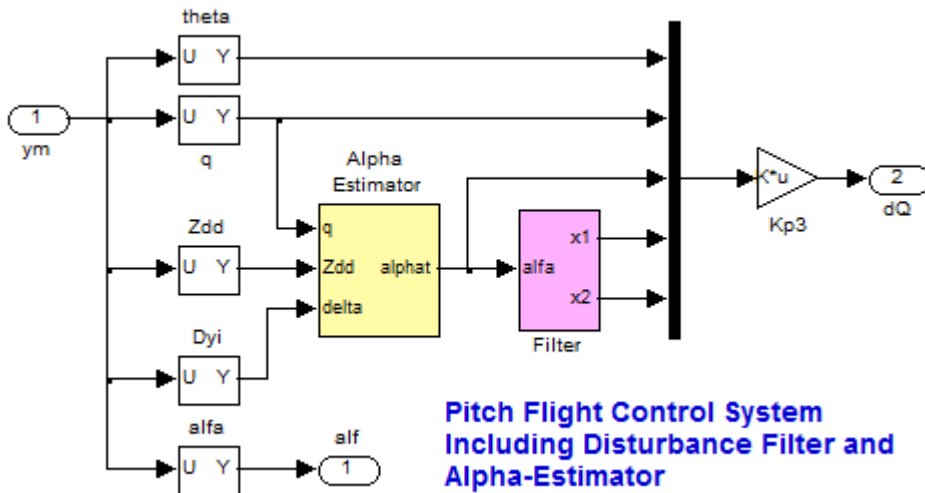 theta
U Y
1
ym
U Y
q
Alpha
Estimator
q
Zdd
alphat
delta
Zdd
U Y
Dyi
U Y
alfa
U Y
alf
1
alfa
x1
x2
Filter
K*u
Kp3
2
dQ
Pitch Flight Control System
Including Disturbance Filter and
Alpha-Estimator